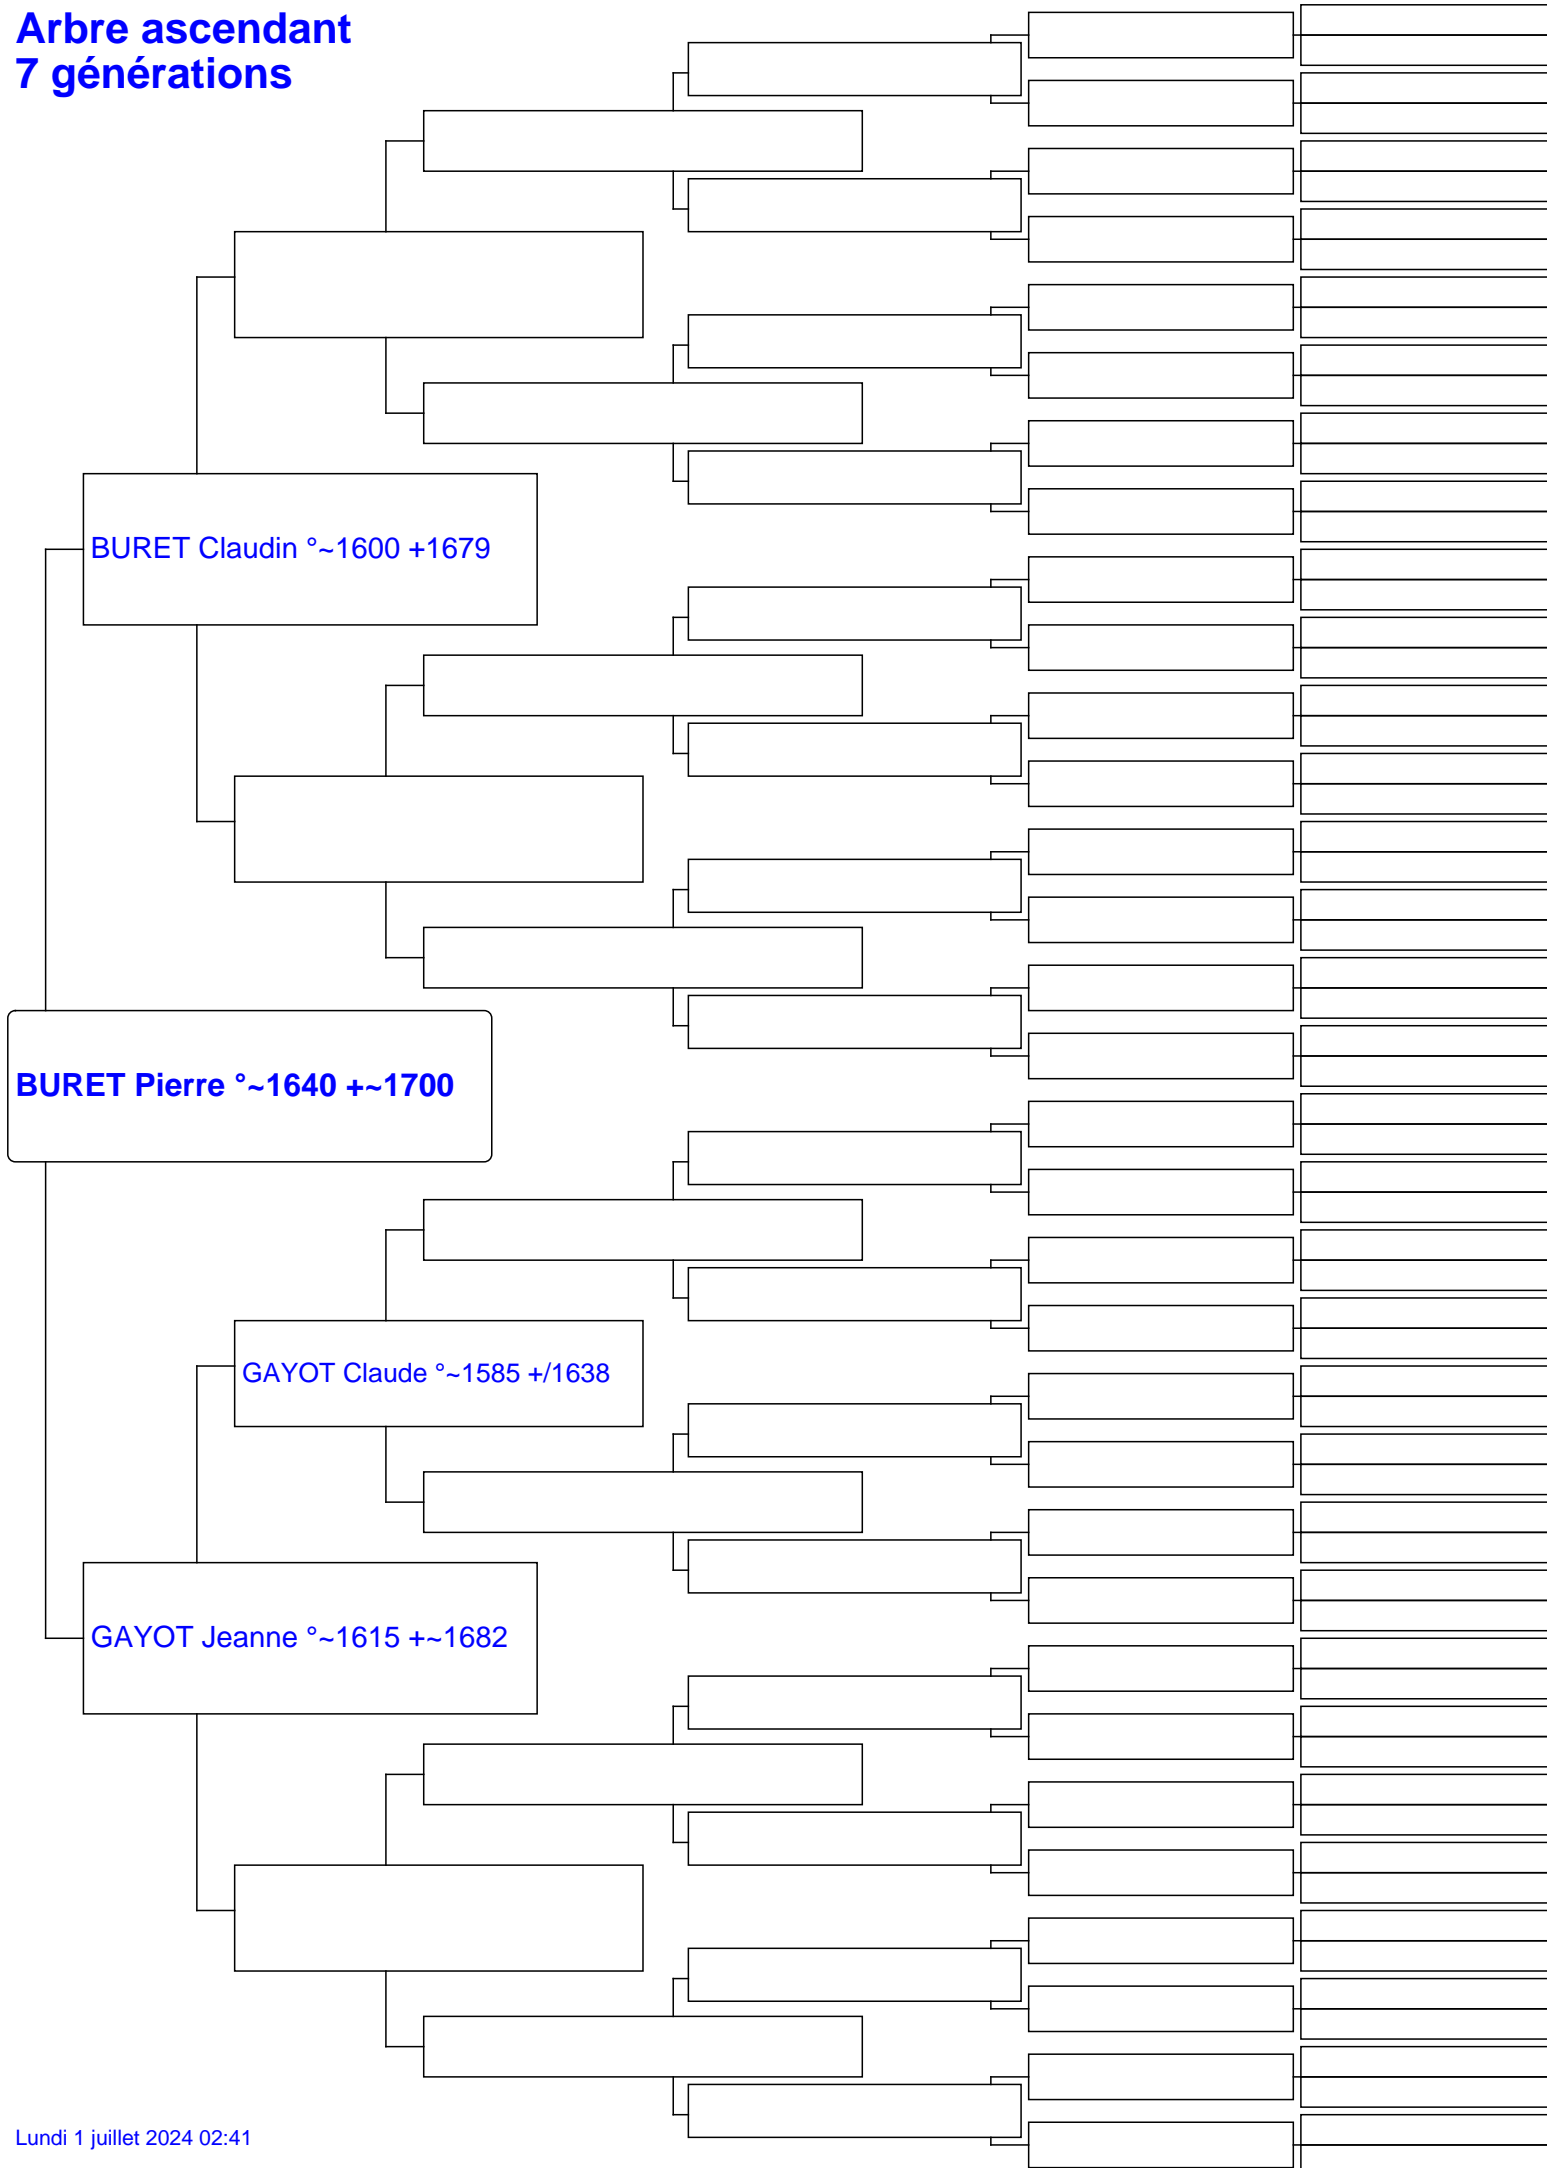 Arbre ascendant
7 générations
BURET Claudin °~1600 +1679
BURET Pierre °~1640 +~1700
GAYOT Claude °~1585 +/1638
GAYOT Jeanne °~1615 +~1682
Lundi 1 juillet 2024 02:41